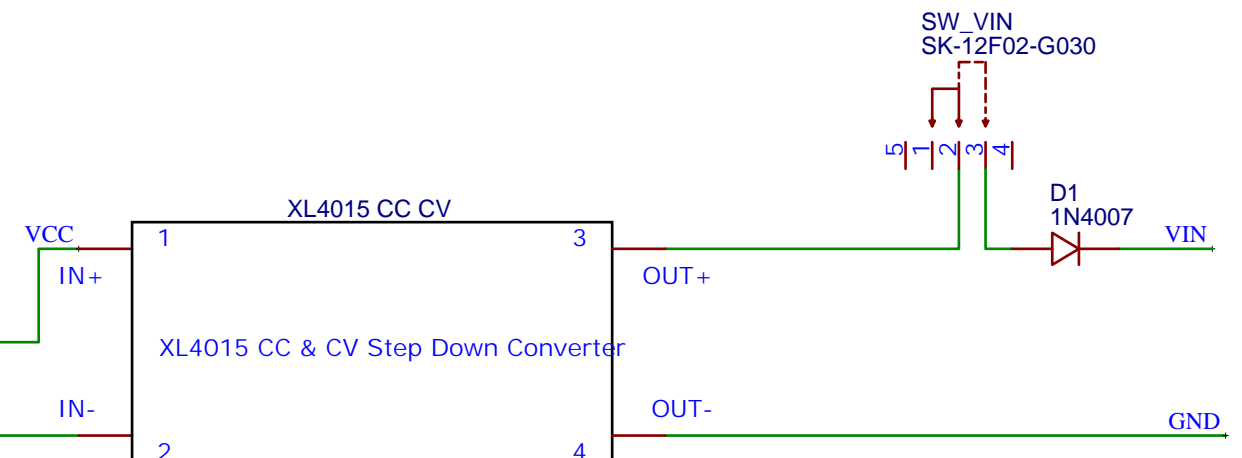 SW_VIN
SK-12F02-G030
5 1 2 3 4
D1
1N4007
XL4015 CC CV
VCC
1
3
VIN
IN+
OUT+
XL4015 CC & CV Step Down Converter
IN-
OUT-
GND
2
4